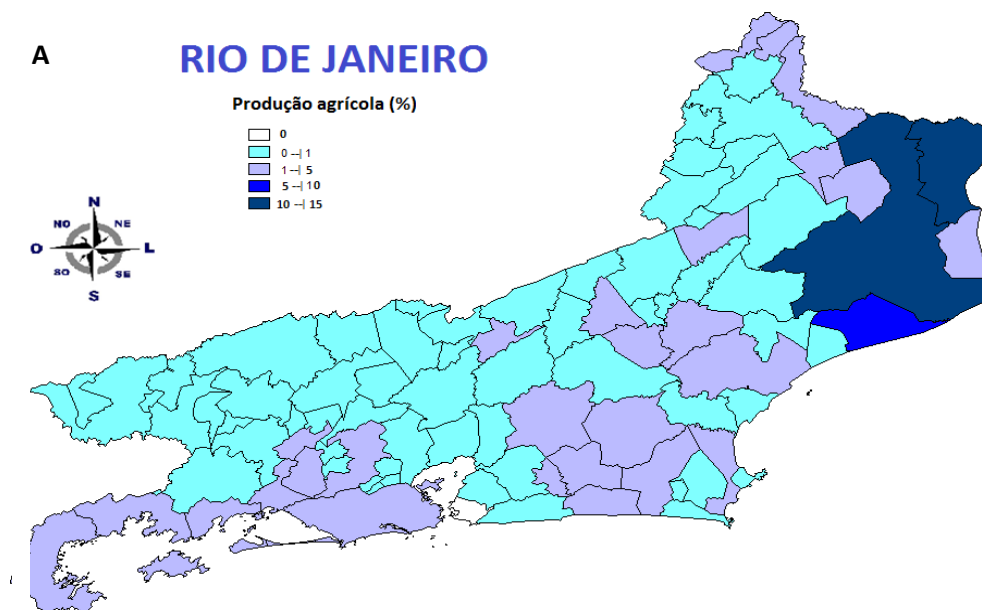 A
RIO DE JANEIRO
Produção agrícola (%)
0
0 --| 1
1 --| 5
5 --| 10
10 --| 15
N
NO NE
O L
SO SE
S